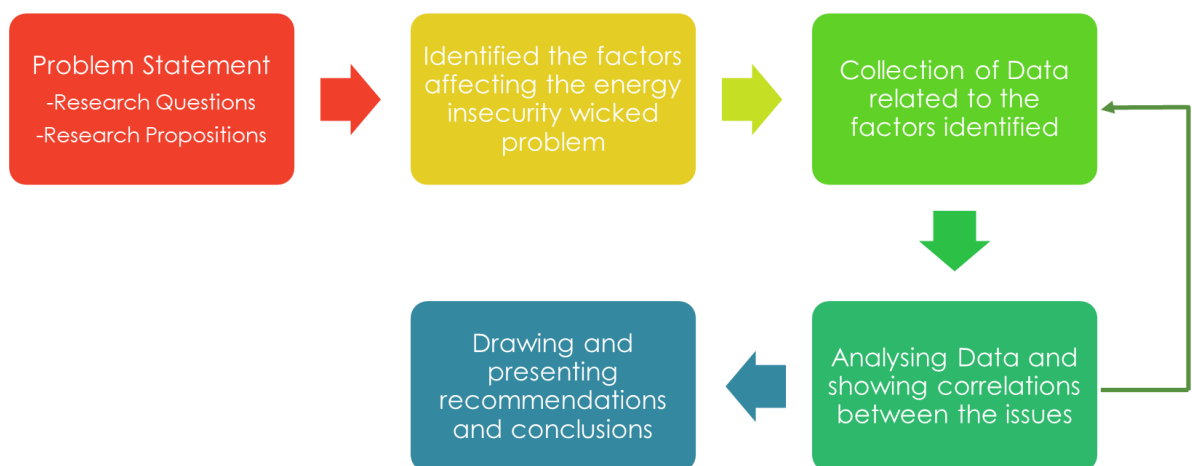 Problem Statement
-Research Questions
-Research Propositions
Identified the factors
affecting the energy
insecurity wicked
problem
Collection of Data
related to the
factors identified
Analysing Data and
showing correlations
between the issues
Drawing and
presenting
recommendations
and conclusions